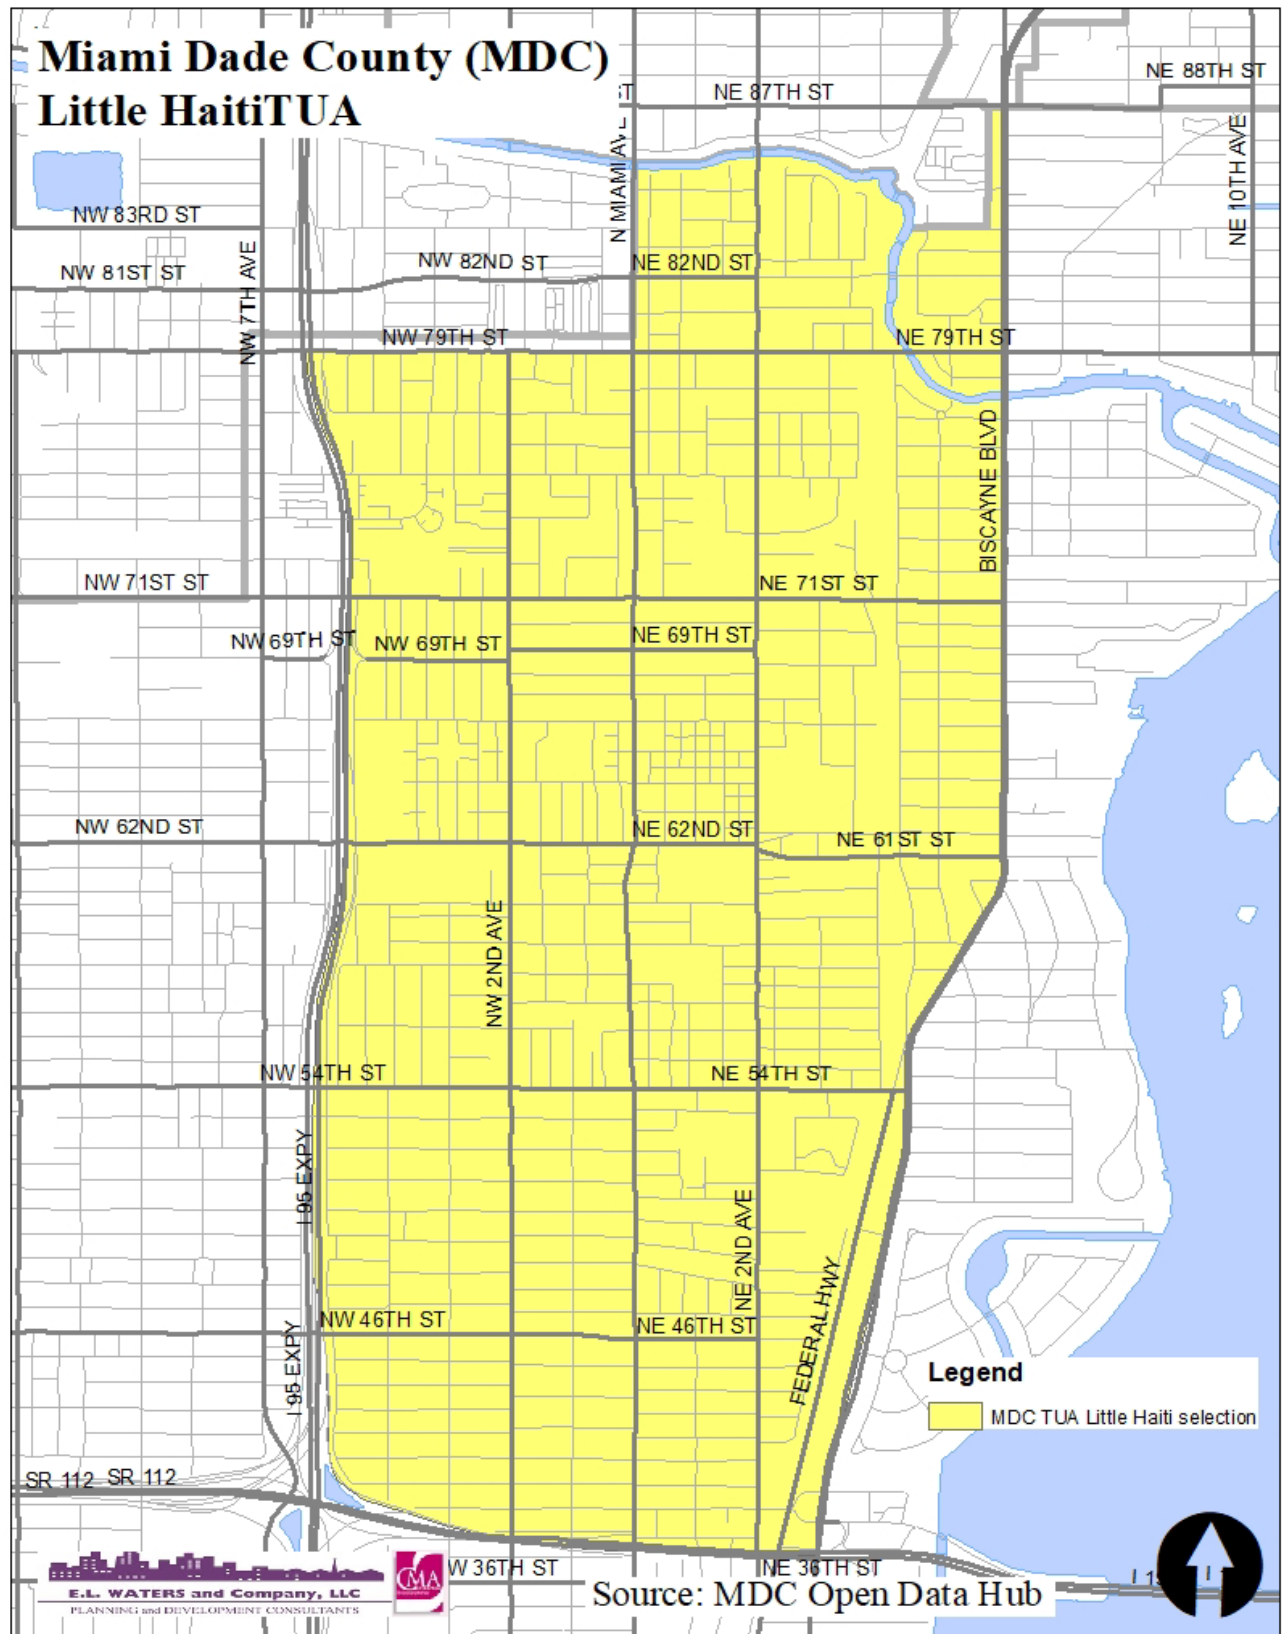 Miami Dade County (MDC)
Little HaitiTUA
NE 88TH ST
NE 87TH ST
N MIAMI AVE
NE 10TH AVE
NW 83RD ST
NW 81ST ST
NW 7TH AVE
NW 82ND ST
NE 82ND ST
NW 79TH ST
NE 79TH ST
BISCAYNE BLVD
NW 71ST ST
NE 71ST ST
NW 69TH ST
NW 69TH ST
NE 69TH ST
NW 62ND ST
NE 62ND ST
NE 61ST ST
NW 2ND AVE
NW 54TH ST
NE 54TH ST
I 95 EXPY
NE 2ND AVE
FEDERAL HWY
NW 46TH ST
NE 46TH ST
I 95 EXPY
Legend
MDC TUA Little Haiti selection
SR 112
SR 112
W 36TH ST
NE 36TH ST
E.L. WATERS and Company, LLC
PLANNING and DEVELOPMENT CONSULTANTS
CMA
Source: MDC Open Data Hub